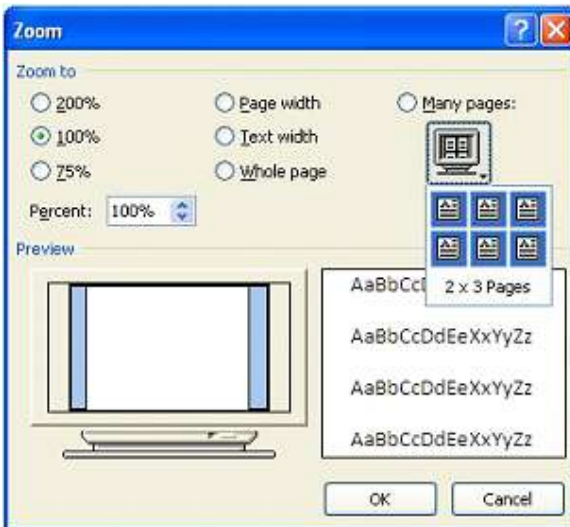 Zoom
Zoom to
200%
Page width
Many pages:
100%
Text width
75%
Whole page
Percent: 100%
Preview
2 x 3 Pages
AaBbCcD
AaBbCcDdEeXxYyZz
AaBbCcDdEeXxYyZz
AaBbCcDdEeXxYyZz
OK
Cancel